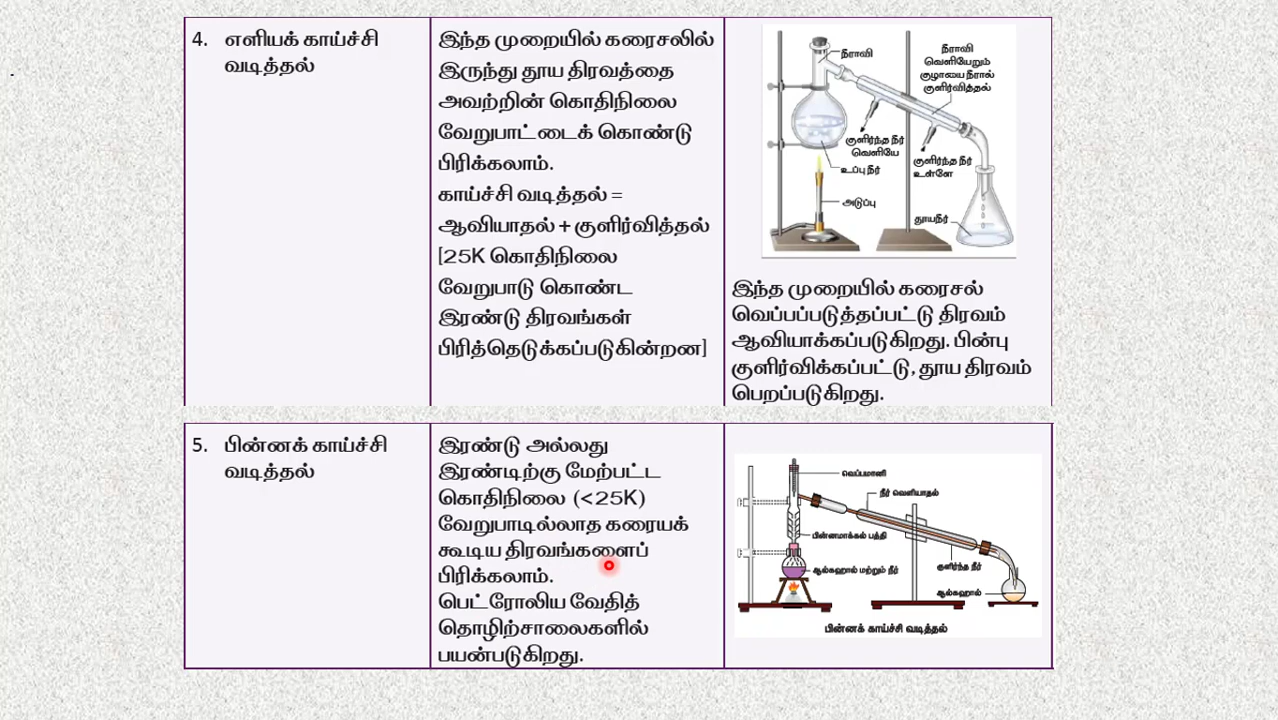 4. எளியக் காய்ச்சி
வடித்தல்
இந்த முறையில் கரைசலில்
இருந்து தூய திரவத்தை
அவற்றின் கொதிநிலை
வேறுபாட்டைக் கொண்டு
பிரிக்கலாம்.
காய்ச்சி வடித்தல் =
ஆவியாதல் + குளிர்வித்தல்
[25K கொதிநிலை
வேறுபாடு கொண்ட
இரண்டு திரவங்கள்
பிரித்தெடுக்கப்படுகின்றன]
நீராவி
நீராவி
வெளியேறும்
குழாயை நீரால்
குளிர்வித்தல்
குளிர்ந்த நீர்
வெளியே
குளிர்ந்த நீர்
உள்ளே
உப்பு நீர்
அடுப்பு
தூயநீர்
இந்த முறையில் கரைசல்
வெப்பப்படுத்தப்பட்டு திரவம்
ஆவியாக்கப்படுகிறது. பின்பு
குளிர்விக்கப்பட்டு, தூய திரவம்
பெறப்படுகிறது.
5. பின்னக் காய்ச்சி
வடித்தல்
இரண்டு அல்லது
இரண்டிற்கு மேற்பட்ட
கொதிநிலை (<25K)
வேறுபாடில்லாத கரையக்
கூடிய திரவங்களைப்
பிரிக்கலாம்.
பெட்ரோலிய வேதித்
தொழிற்சாலைகளில்
பயன்படுகிறது.
வெப்பமானி
நீர் வெளியாதல்
பின்னமாக்கல் பத்தி
குளிர்ந்த நீர்
ஆல்கஹால் மற்றும் நீர்
ஆல்கஹால்
பின்னக் காய்ச்சி வடித்தல்